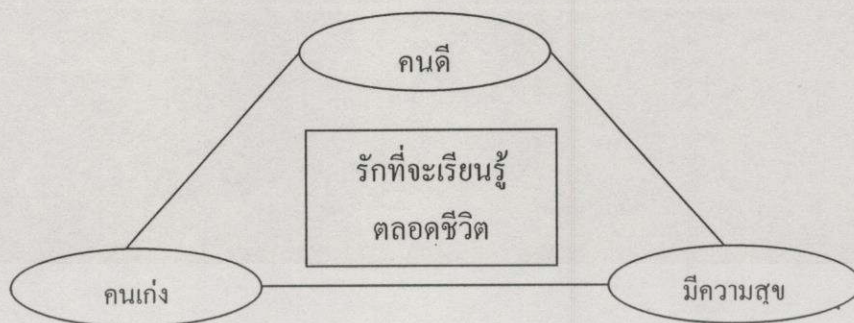 คนดี
รักที่จะเรียนรู้
ตลอดชีวิต
คนเก่ง
มีความสุข